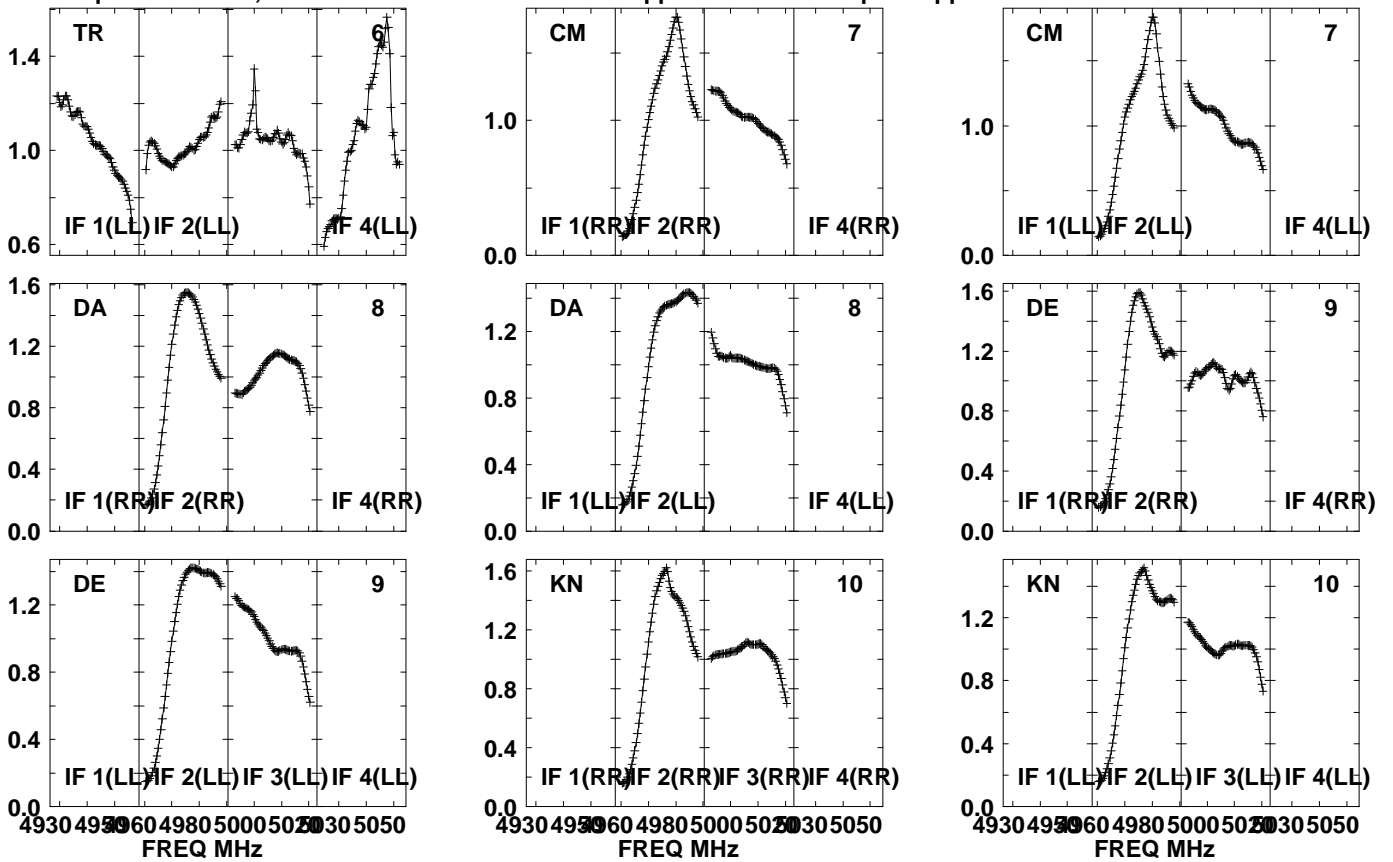 TR 6
1.4
1.0
0.6
IF 1(LL) IF 2(LL) IF 4(LL)
CM 7
1.0
0.0
IF 1(RR) IF 2(RR) IF 4(RR)
CM 7
1.0
0.0
IF 1(LL) IF 2(LL) IF 4(LL)
DA 8
1.6
1.2
0.8
0.4
0.0
IF 1(RR) IF 2(RR) IF 4(RR)
DA 8
1.2
0.8
0.4
0.0
IF 1(LL) IF 2(LL) IF 4(LL)
DE 9
1.6
1.2
0.8
0.4
0.0
IF 1(RR) IF 2(RR) IF 4(RR)
DE 9
1.2
0.8
0.4
0.0
IF 1(LL) IF 2(LL) IF 3(LL) IF 4(LL)
4930 4950 4960 4980 5000 5020 5030 5050
FREQ MHz
KN 10
1.6
1.2
0.8
0.4
0.0
IF 1(RR) IF 2(RR) IF 3(RR) IF 4(RR)
4930 4950 4960 4980 5000 5020 5030 5050
FREQ MHz
KN 10
1.2
0.8
0.4
0.0
IF 1(LL) IF 2(LL) IF 3(LL) IF 4(LL)
4930 4950 4960 4980 5000 5020 5030 5050
FREQ MHz